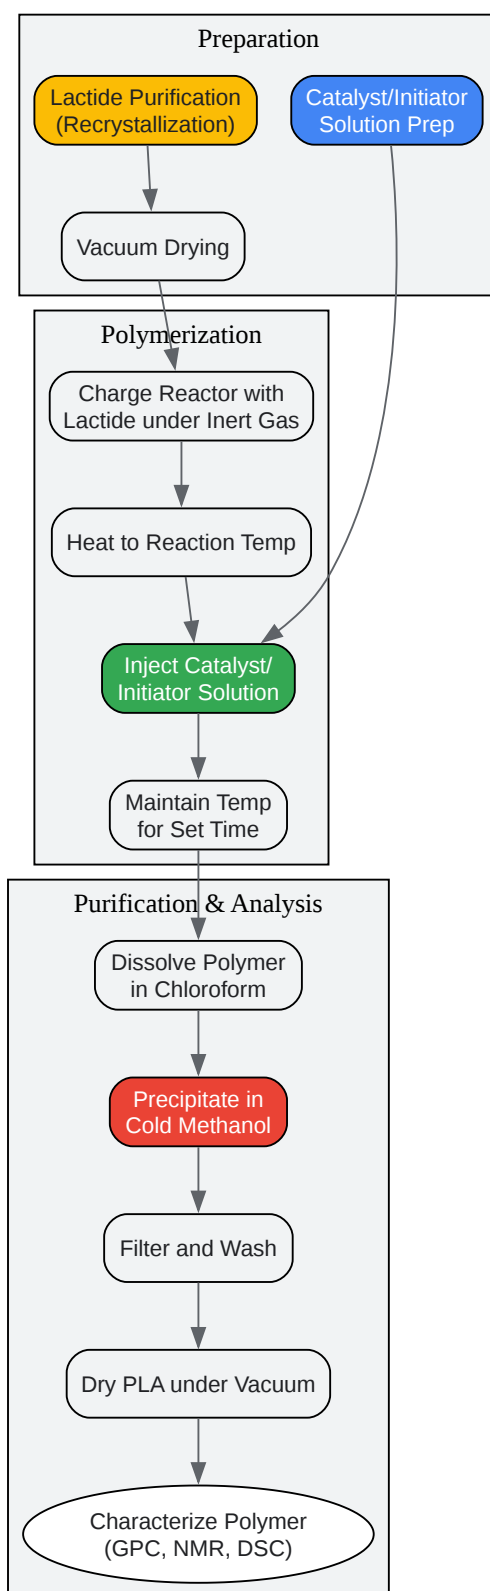 Preparation
Lactide Purification
(Recrystallization)
Catalyst/Initiator
Solution Prep
Vacuum Drying
Polymerization
Charge Reactor with
Lactide under Inert Gas
Heat to Reaction Temp
Inject Catalyst/
Initiator Solution
Maintain Temp
for Set Time
Purification & Analysis
Dissolve Polymer
in Chloroform
Precipitate in
Cold Methanol
Filter and Wash
Dry PLA under Vacuum
Characterize Polymer
(GPC, NMR, DSC)